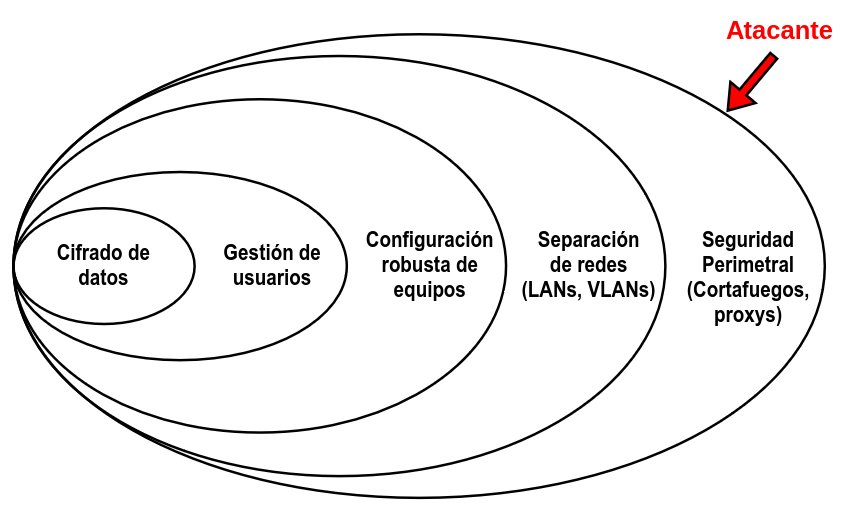 Atacante
Cifrado de
datos
Gestión de
usuarios
Configuración
robusta de
equipos
Separación
de redes
(LANs, VLANs)
Seguridad
Perimetral
(Cortafuegos,
proxys)